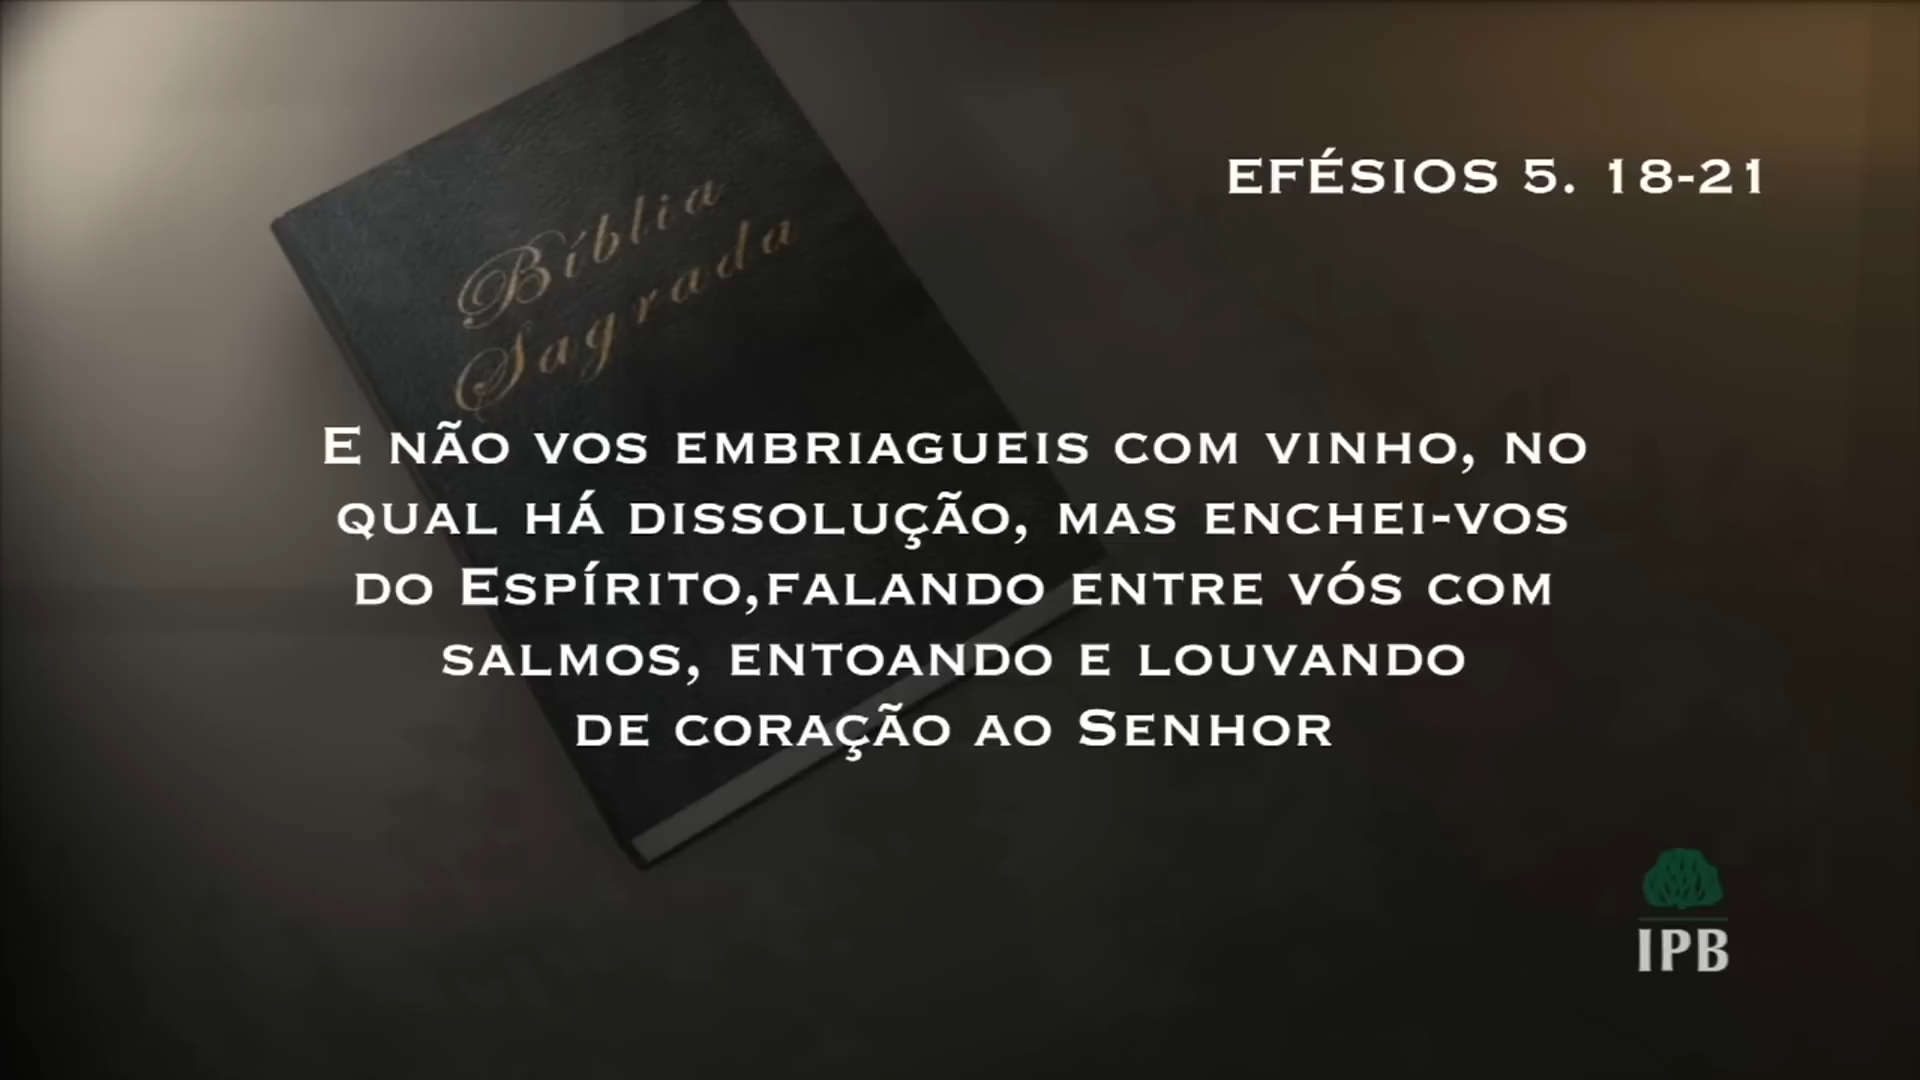 Bíblia
Sagrada
EFÉSIOS 5. 18-21
E NÃO VOS EMBRIAGUEIS COM VINHO, NO
QUAL HÁ DISSOLUÇÃO, MAS ENCHEI-VOS
DO ESPÍRITO,FALANDO ENTRE VÓS COM
SALMOS, ENTOANDO E LOUVANDO
DE CORAÇÃO AO SENHOR
IPB